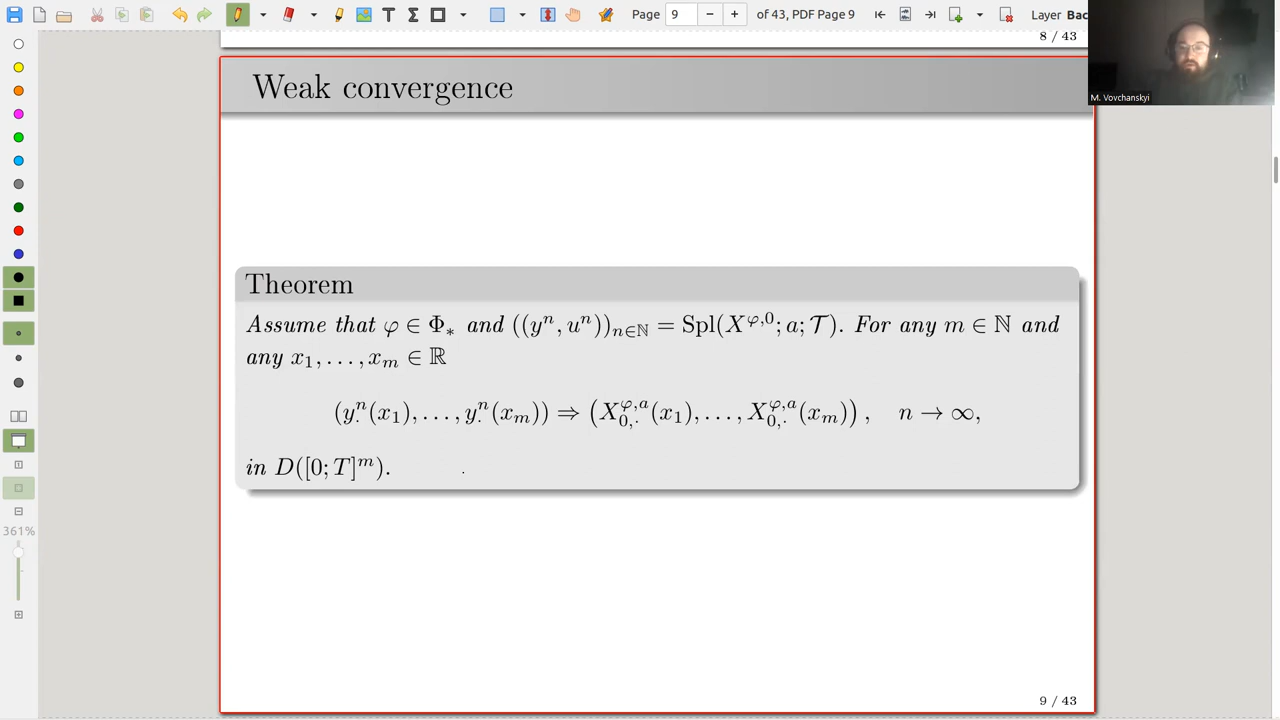 Page 9 of 43, PDF Page 9 Layer Bac
8 / 43
M. Vovchanskyi
Weak convergence
Theorem
Assume that φ ∈ Φ_* and ((y^n, u^n))_{n∈ℕ} = Spl(X^{φ,0}; a; 𝒯). For any m ∈ ℕ and
any x_1, …, x_m ∈ ℝ
(y^n_·(x_1), …, y^n_·(x_m)) ⇒ (X^{φ,a}_{0,·}(x_1), …, X^{φ,a}_{0,·}(x_m)), n → ∞,
in D([0; T]^m).
361%
9 / 43